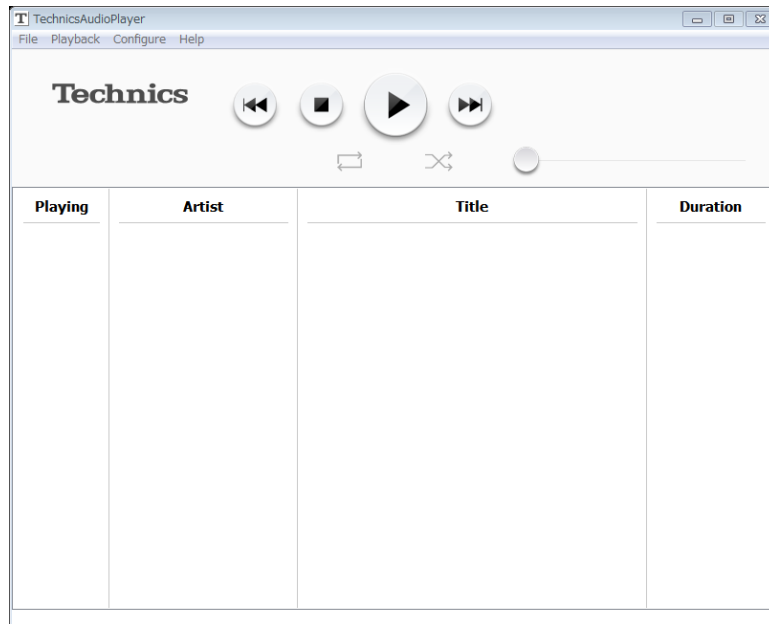 T TechnicsAudioPlayer
File Playback Configure Help
Technics
Playing Artist Title Duration